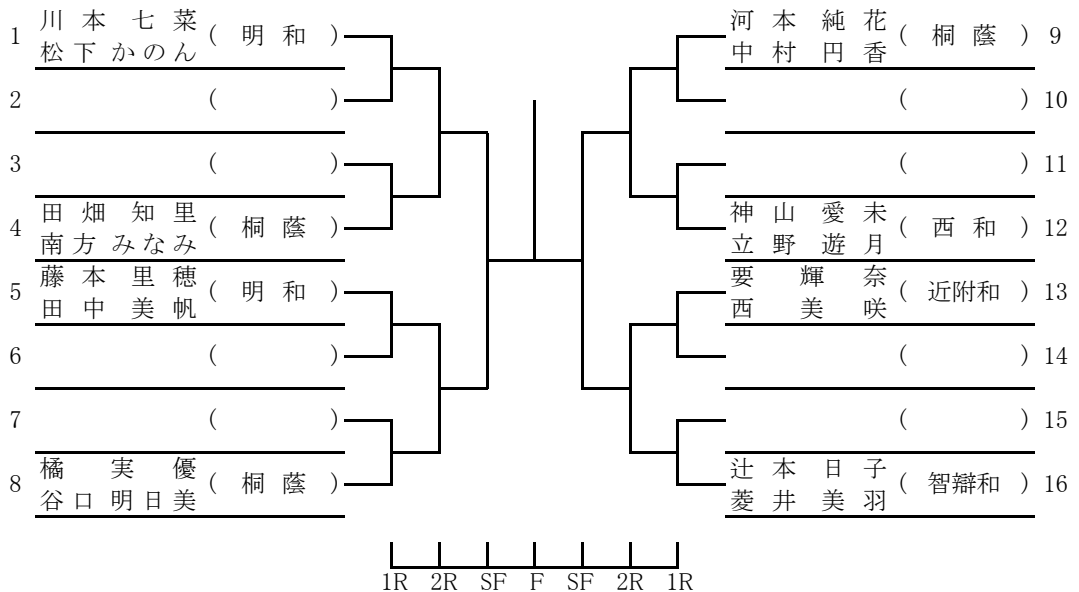 1 川本七菜 ( 明和 )
松下かのん
2 ( )
3 ( )
4 田畑知里 ( 桐蔭 )
南方みなみ
5 藤本里穂 ( 明和 )
田中美帆
6 ( )
7 ( )
8 橘実優 ( 桐蔭 )
谷口明日美
河本純花 ( 桐蔭 ) 9
中村円香
( ) 10
( ) 11
神山愛未 ( 西和 ) 12
立野遊月
要輝奈 ( 近附和 ) 13
西美咲
( ) 14
( ) 15
辻本日子 ( 智辯和 ) 16
菱井美羽
1R 2R SF F SF 2R 1R